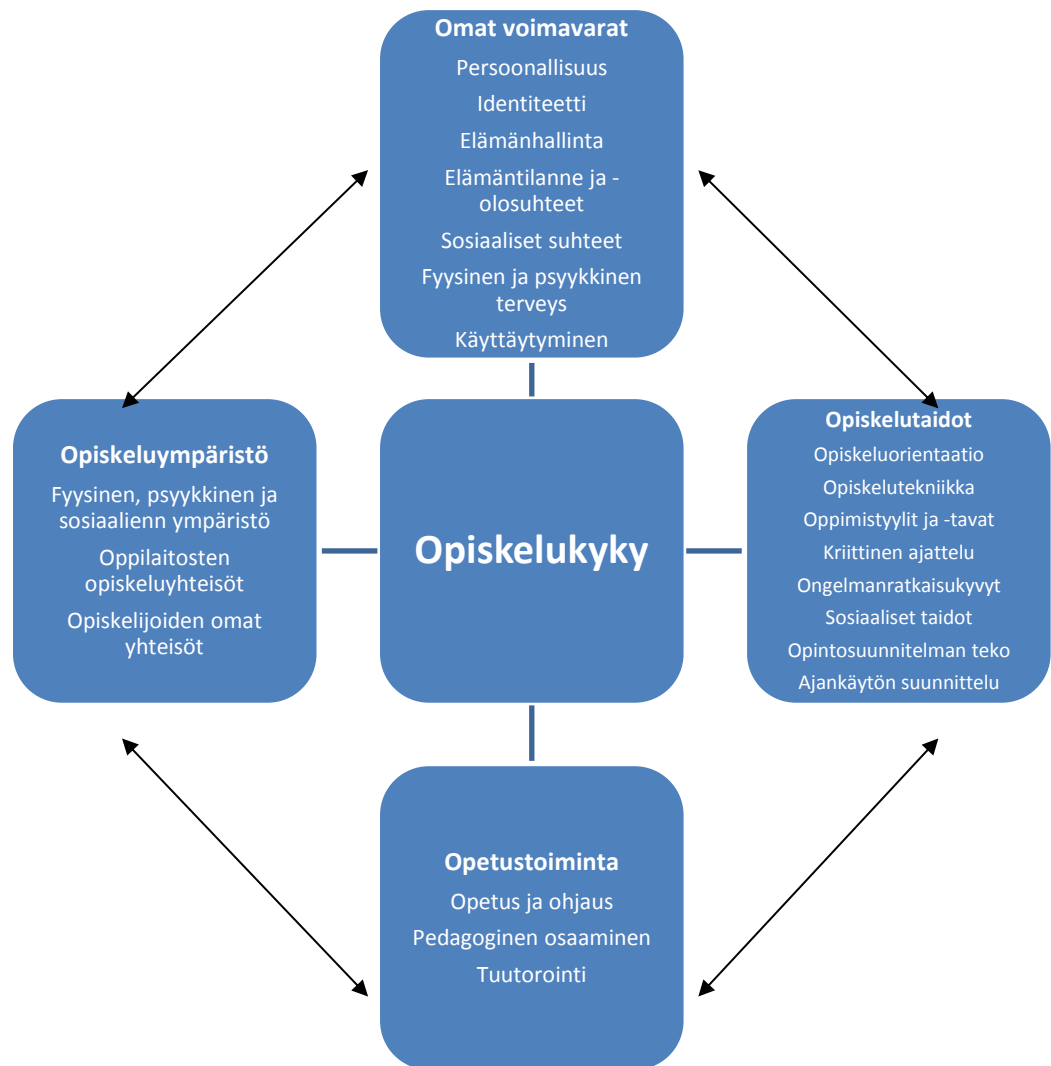 Omat voimavarat
Persoonallisuus
Identiteetti
Elämänhallinta
Elämäntilanne ja -
olosuhteet
Sosiaaliset suhteet
Fyysinen ja psyykkinen
terveys
Käyttäytyminen
Opiskeluympäristö
Fyysinen, psyykkinen ja
sosiaalienn ympäristö
Oppilaitosten
opiskeluyhteisöt
Opiskelijoiden omat
yhteisöt
Opiskelukyky
Opiskelutaidot
Opiskeluorientaatio
Opiskelutekniikka
Oppimistyylit ja -tavat
Kriittinen ajattelu
Ongelmanratkaisukyvyt
Sosiaaliset taidot
Opintosuunnitelman teko
Ajankäytön suunnittelu
Opetustoiminta
Opetus ja ohjaus
Pedagoginen osaaminen
Tuutorointi